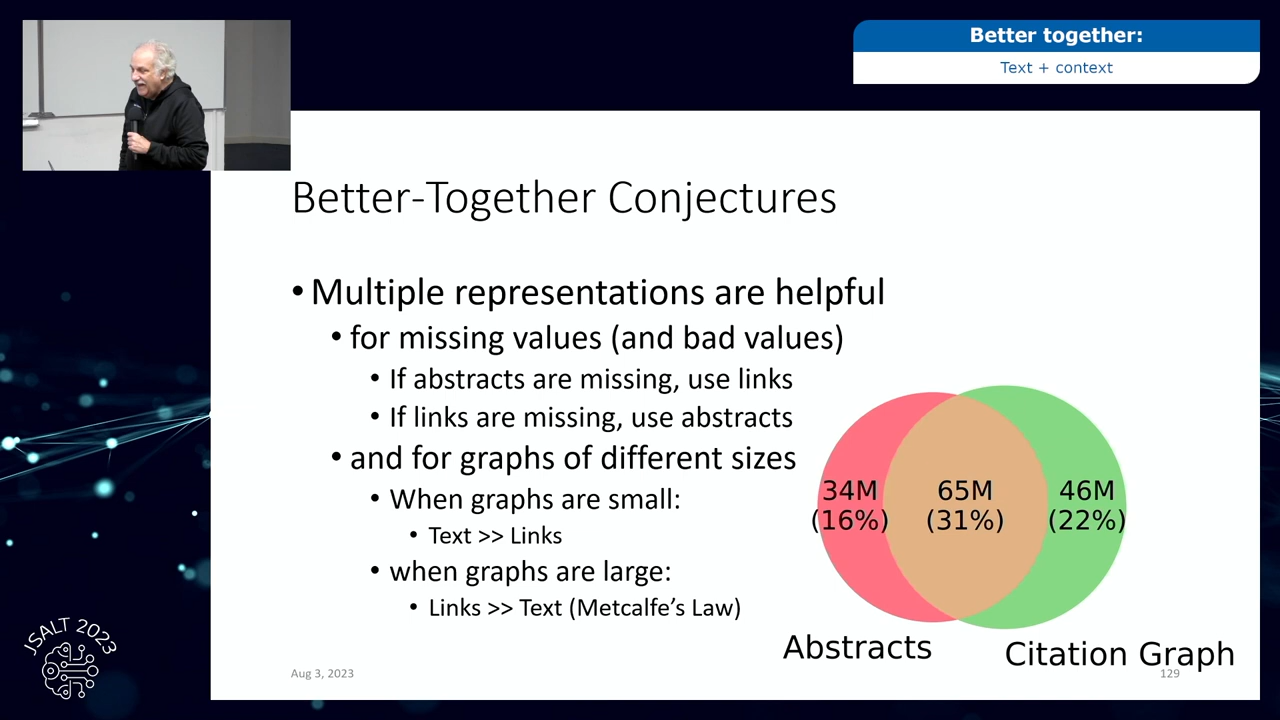 Better together:
Text + context
Better-Together Conjectures
• Multiple representations are helpful
• for missing values (and bad values)
• If abstracts are missing, use links
• If links are missing, use abstracts
• and for graphs of different sizes
• When graphs are small:
• Text >> Links
• when graphs are large:
• Links >> Text (Metcalfe's Law)
34M
(16%)
65M
(31%)
46M
(22%)
Abstracts
Citation Graph
JSALT 2023
Aug 3, 2023
129